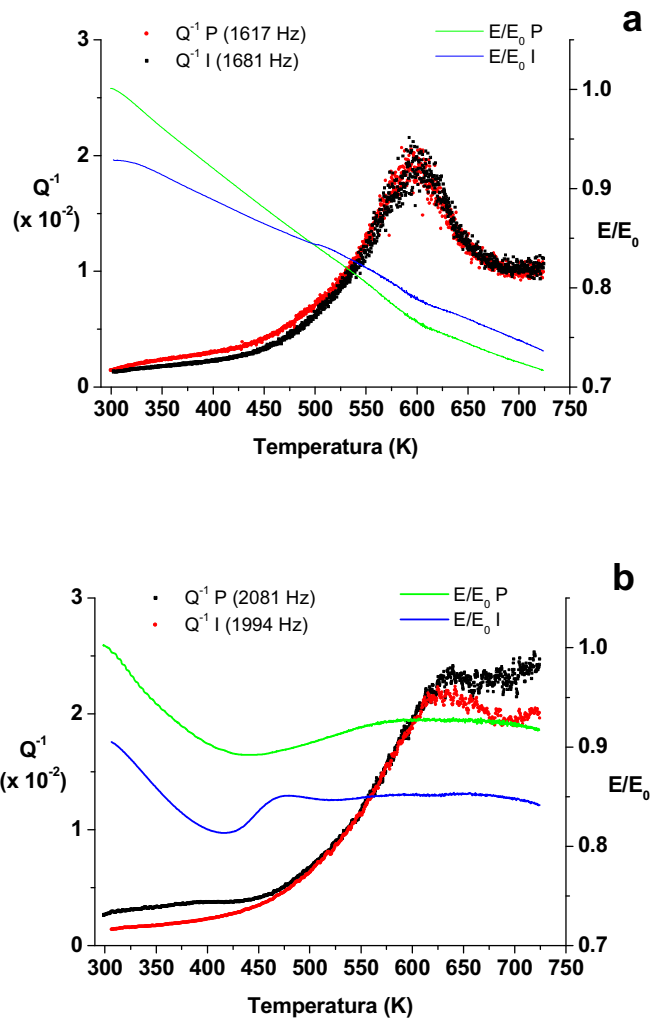 a
Q⁻¹ P (1617 Hz)
Q⁻¹ I (1681 Hz)
E/E₀ P
E/E₀ I
3
2
1
0
Q⁻¹
(x 10⁻²)
1.0
0.9
0.8
0.7
E/E₀
300 350 400 450 500 550 600 650 700 750
Temperatura (K)
b
Q⁻¹ P (2081 Hz)
Q⁻¹ I (1994 Hz)
E/E₀ P
E/E₀ I
3
2
1
0
Q⁻¹
(x 10⁻²)
1.0
0.9
0.8
0.7
E/E₀
300 350 400 450 500 550 600 650 700 750
Temperatura (K)